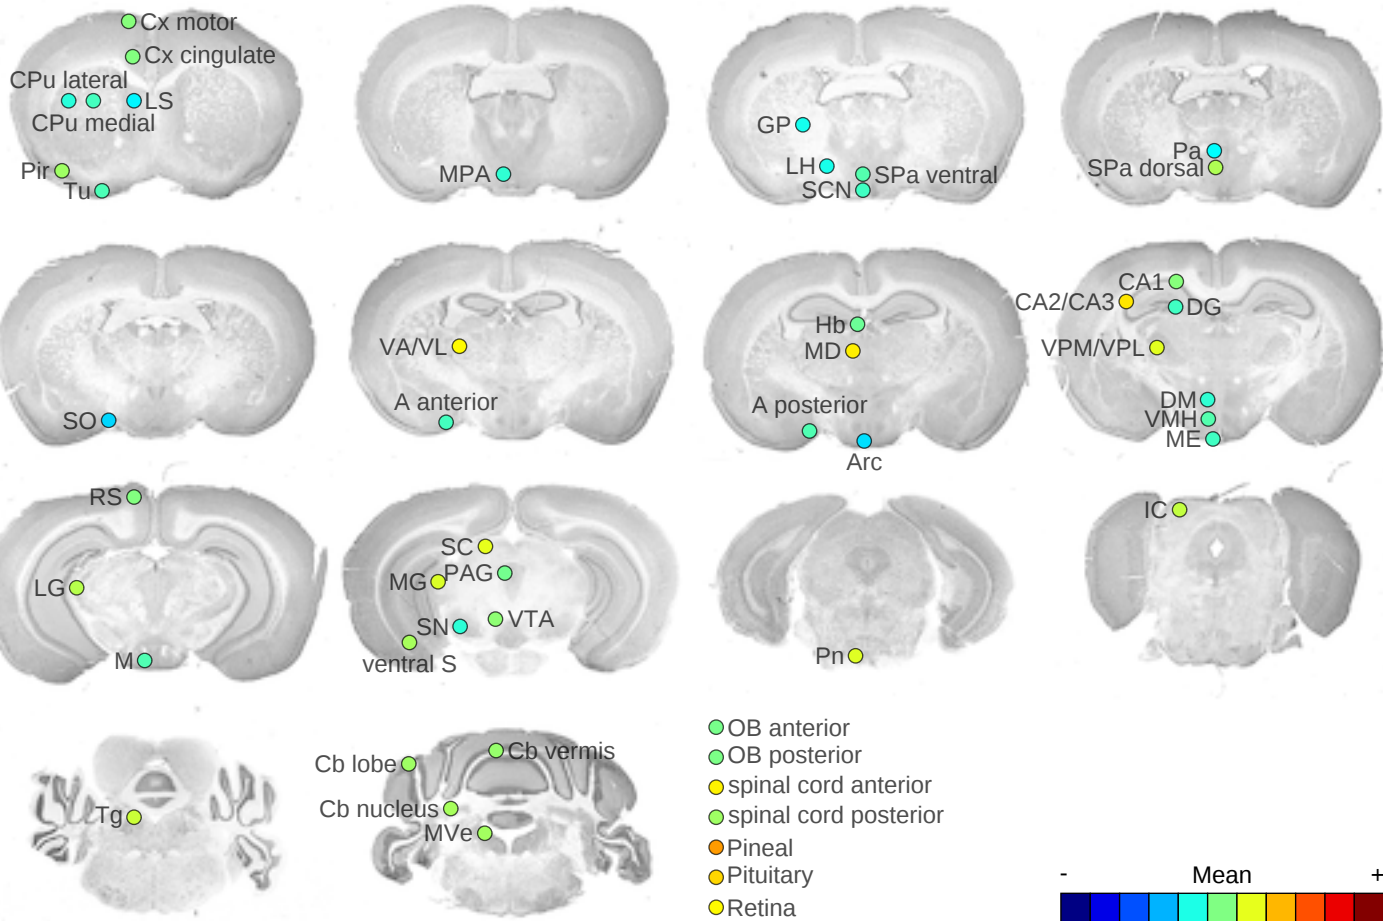 Cx motor
Cx cingulate
CPu lateral
LS
CPu medial
Pir
Tu
MPA
GP
LH
SPa ventral
SCN
Pa
SPa dorsal
SO
VA/VL
A anterior
Hb
MD
A posterior
Arc
CA1
CA2/CA3
DG
VPM/VPL
DM
VMH
ME
RS
LG
M
SC
MG
PAG
SN
VTA
ventral S
Pn
IC
Tg
Cb lobe
Cb vermis
Cb nucleus
MVe
OB anterior
OB posterior
spinal cord anterior
spinal cord posterior
Pineal
Pituitary
Retina
- Mean +